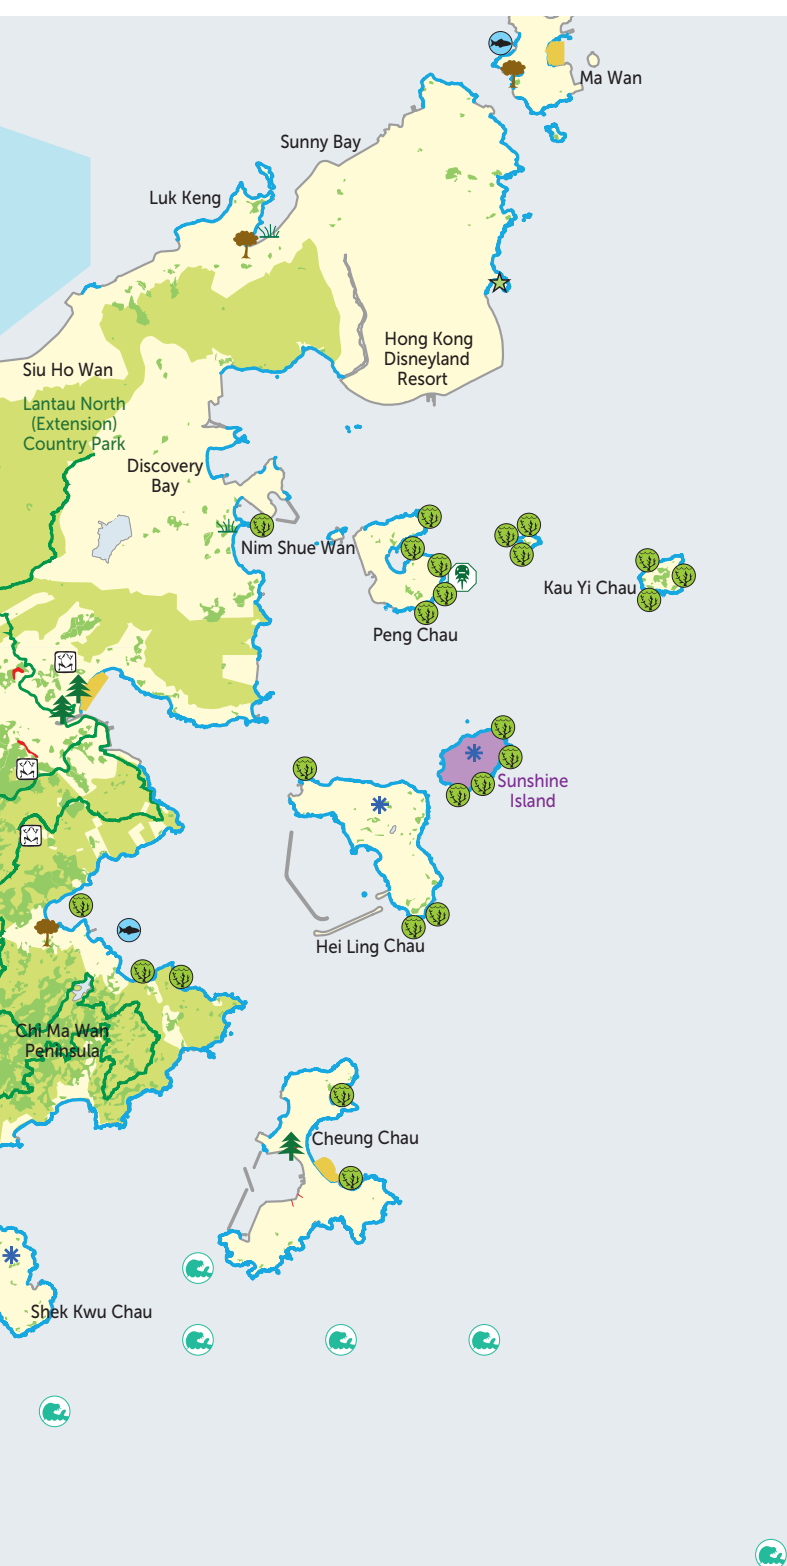 Ma Wan
Sunny Bay
Luk Keng
Hong Kong
Disneyland
Resort
Siu Ho Wan
Lantau North
(Extension)
Country Park
Discovery
Bay
Nim Shue Wan
Kau Yi Chau
Peng Chau
Sunshine
Island
Hei Ling Chau
Chi Ma Wan
Peninsula
Cheung Chau
Shek Kwu Chau